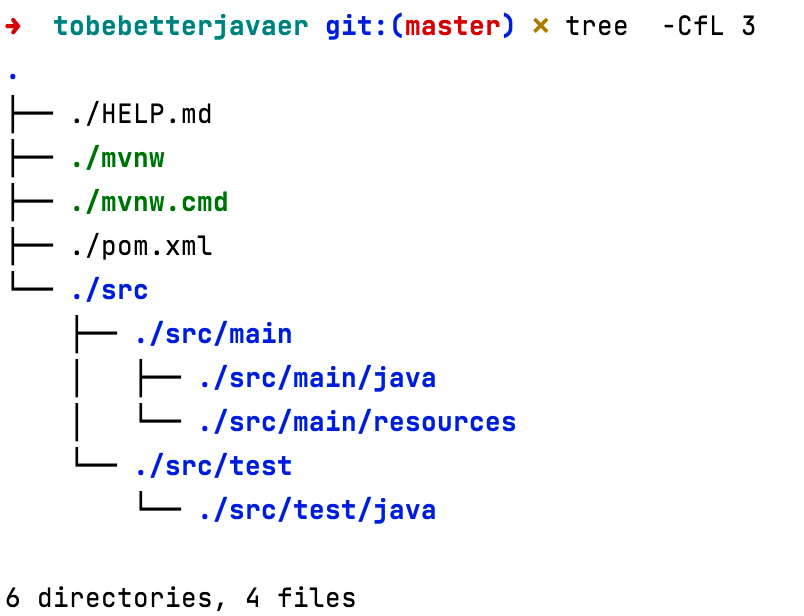 ➜  tobebetterjavaer git:(master) ✗ tree  -CfL 3
.
├── ./HELP.md
├── ./mvnw
├── ./mvnw.cmd
├── ./pom.xml
└── ./src
    ├── ./src/main
    │   ├── ./src/main/java
    │   └── ./src/main/resources
    └── ./src/test
        └── ./src/test/java

6 directories, 4 files